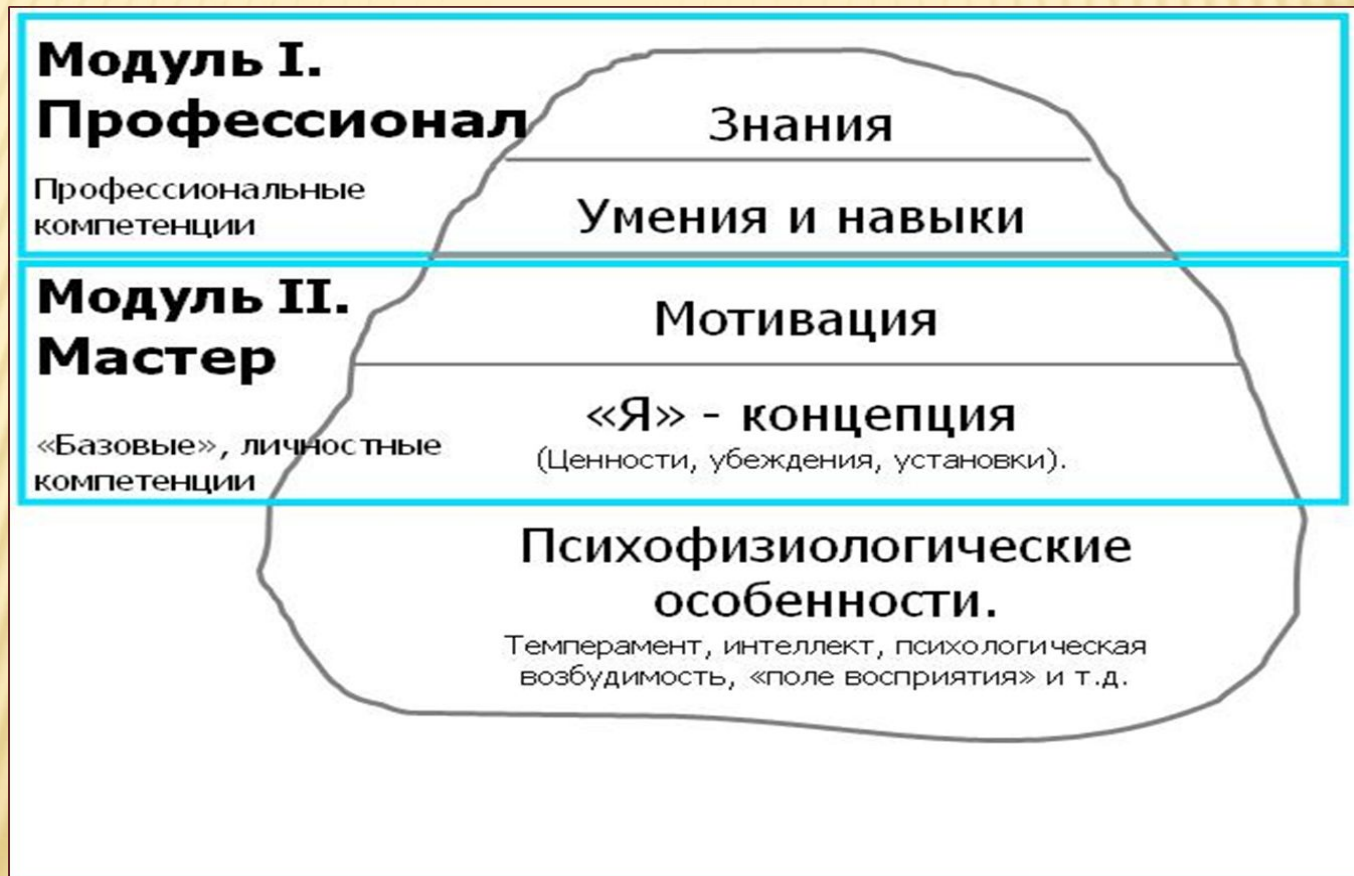 Модуль I.
Профессионал
Профессиональные
компетенции
Знания
Умения и навыки
Модуль II.
Мастер
«Базовые», личностные
компетенции
Мотивация
«Я» - концепция
(Ценности, убеждения, установки).
Психофизиологические
особенности.
Темперамент, интеллект, психологическая
возбудимость, «поле восприятия» и т.д.